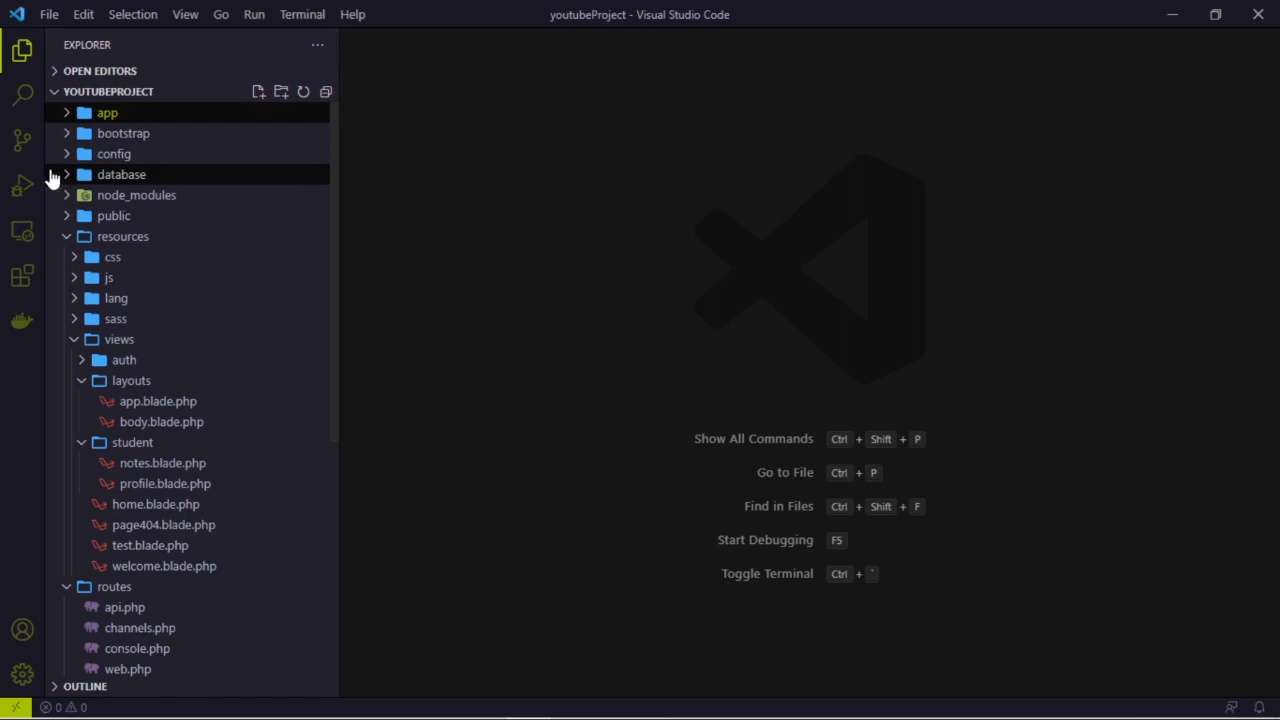 File Edit Selection View Go Run Terminal Help
youtubeProject - Visual Studio Code
EXPLORER
OPEN EDITORS
YOUTUBEPROJECT
app
bootstrap
config
database
node_modules
public
resources
css
js
lang
sass
views
auth
layouts
app.blade.php
body.blade.php
student
notes.blade.php
profile.blade.php
home.blade.php
page404.blade.php
test.blade.php
welcome.blade.php
routes
api.php
channels.php
console.php
web.php
OUTLINE
Show All Commands Ctrl + Shift + P
Go to File Ctrl + P
Find in Files Ctrl + Shift + F
Start Debugging F5
Toggle Terminal Ctrl + `
0 0